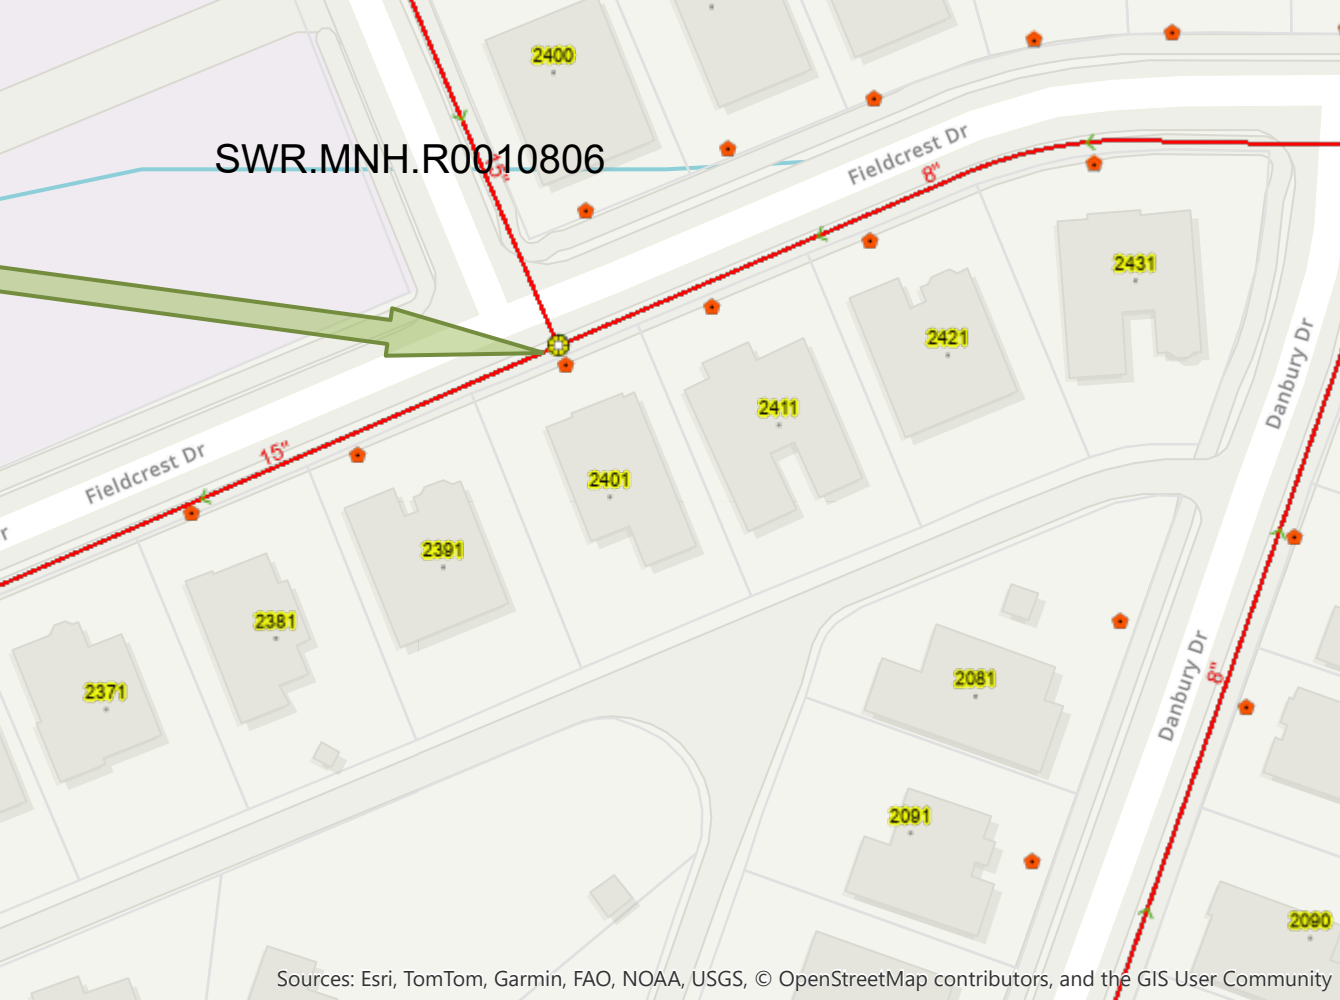 2400
SWR.MNH.R0010806
15"
Fieldcrest Dr
8"
2431
2421
Danbury Dr
2411
15"
Fieldcrest Dr
2401
2391
2381
2371
2081
Danbury Dr
8"
2091
2090
Sources: Esri, TomTom, Garmin, FAO, NOAA, USGS, © OpenStreetMap contributors, and the GIS User Community